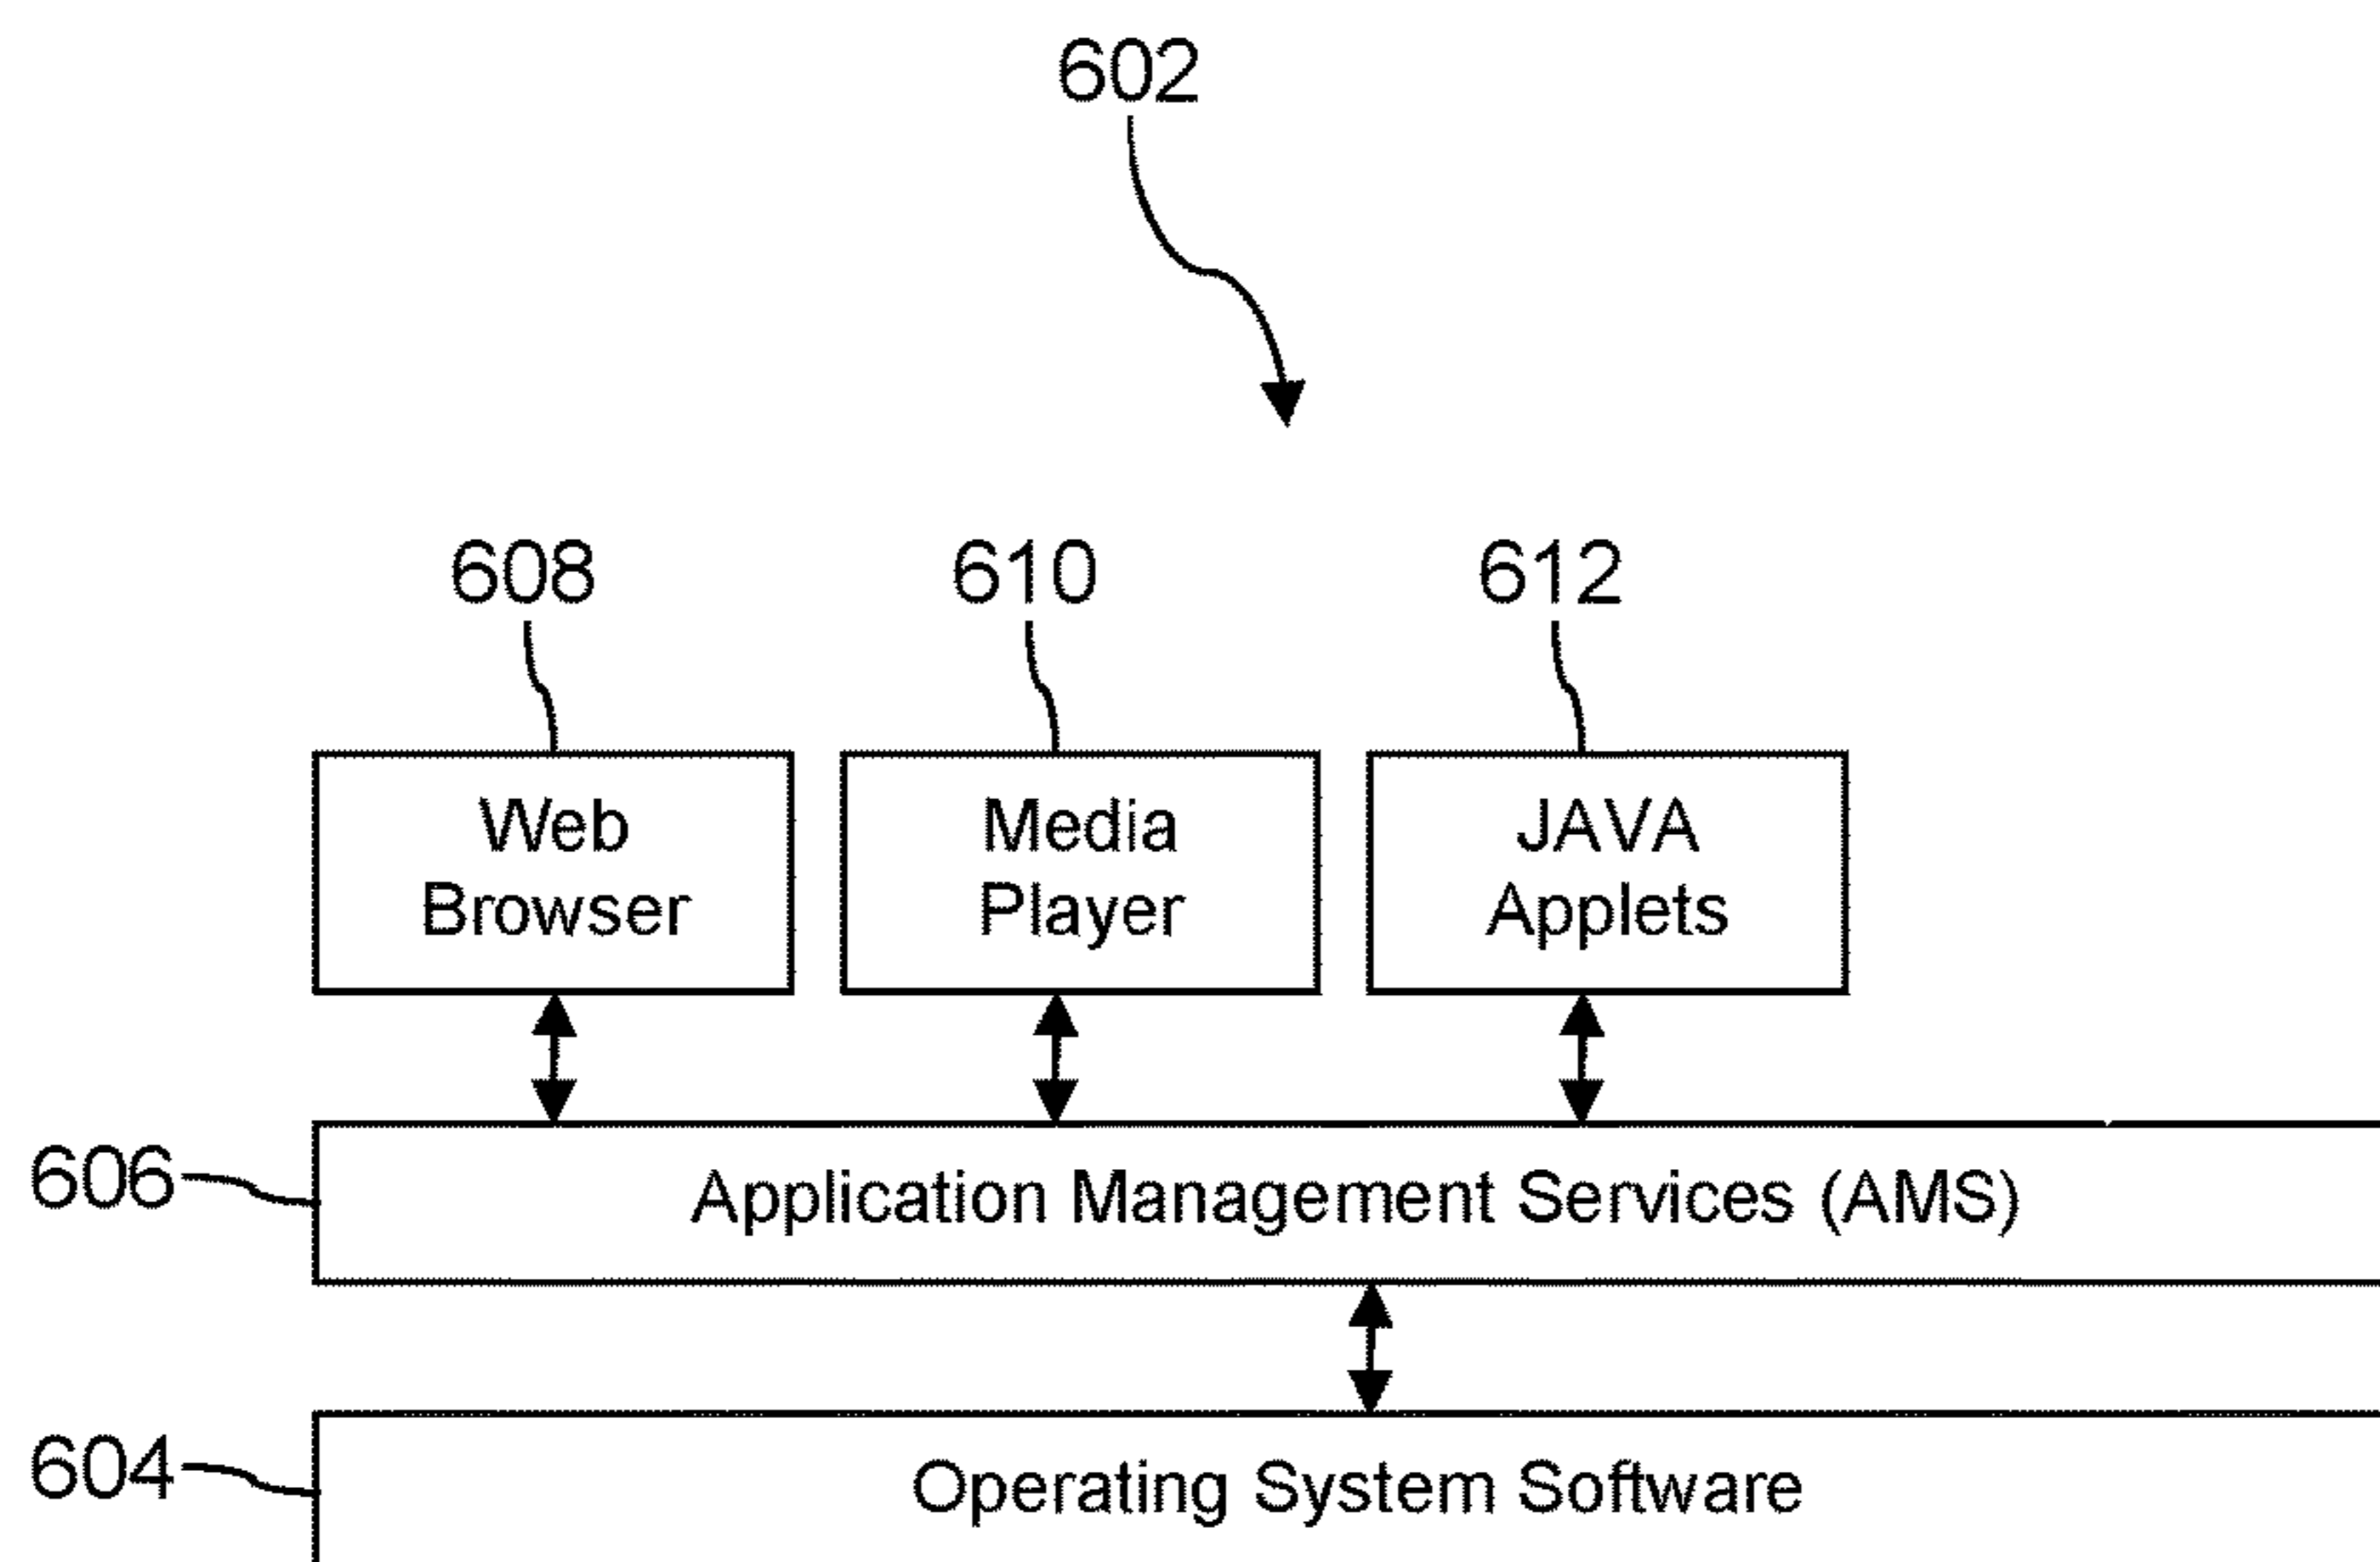 602
608
610
612
Web
Browser
Media
Player
JAVA
Applets
606
Application Management Services (AMS)
604
Operating System Software